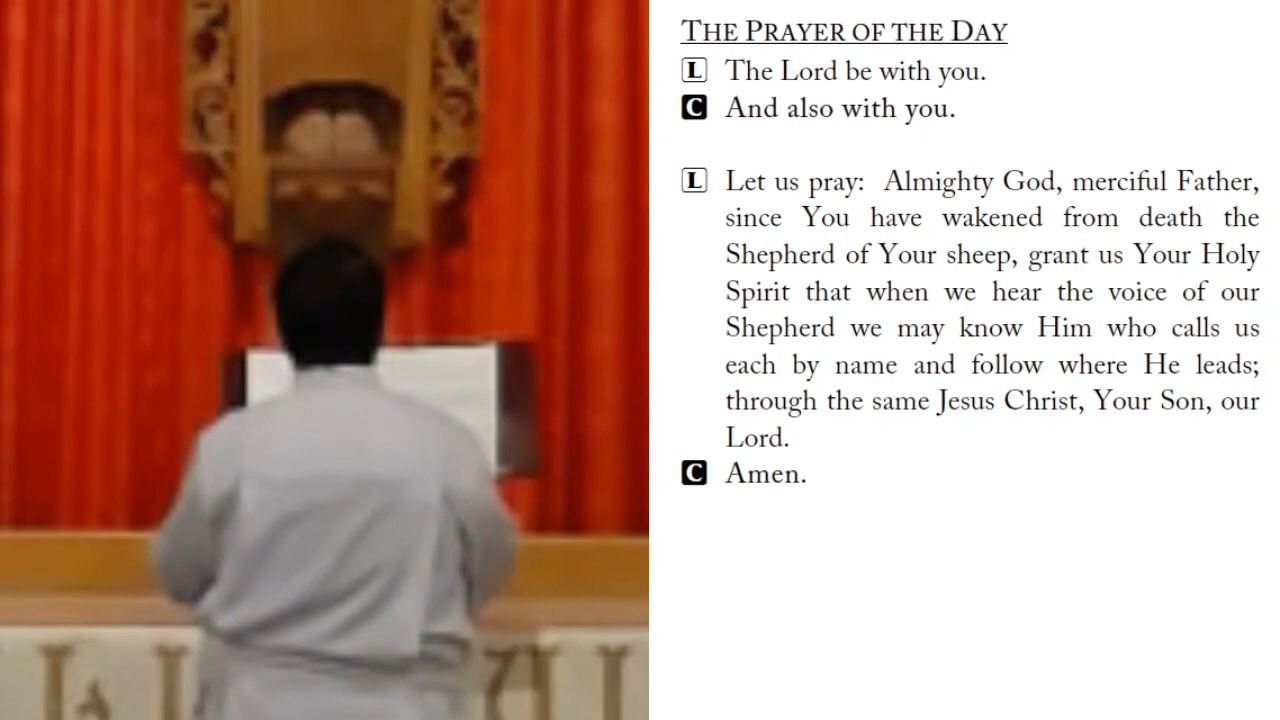 THE PRAYER OF THE DAY
L The Lord be with you.
C And also with you.
L Let us pray: Almighty God, merciful Father,
since You have wakened from death the
Shepherd of Your sheep, grant us Your Holy
Spirit that when we hear the voice of our
Shepherd we may know Him who calls us
each by name and follow where He leads;
through the same Jesus Christ, Your Son, our
Lord.
C Amen.